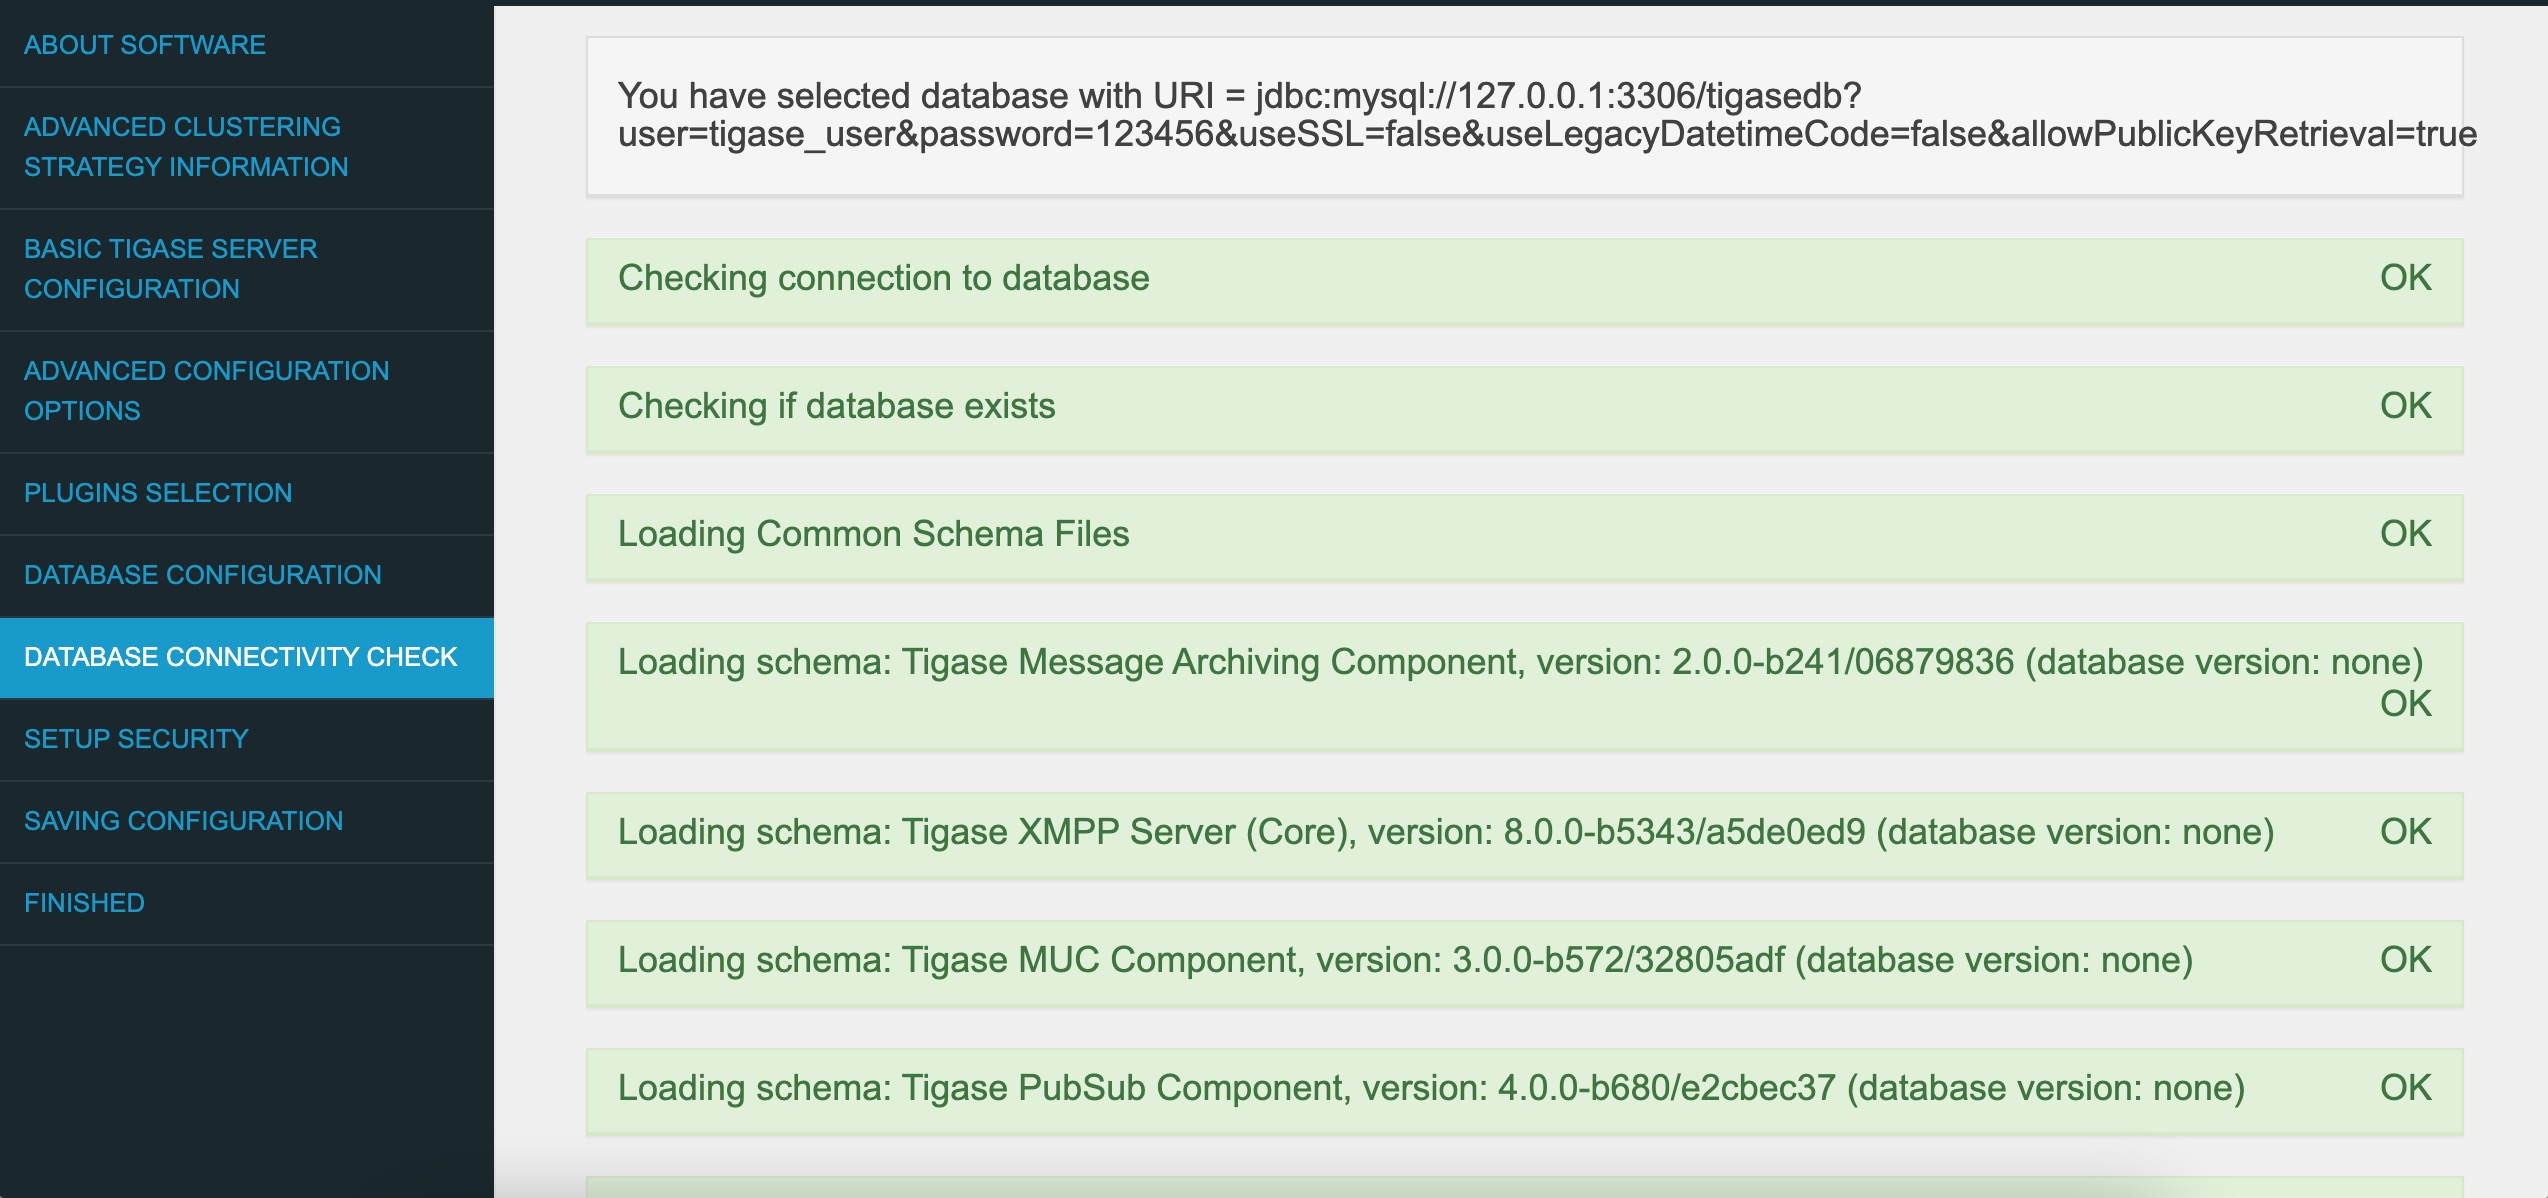 ABOUT SOFTWARE
ADVANCED CLUSTERING
STRATEGY INFORMATION
BASIC TIGASE SERVER
CONFIGURATION
ADVANCED CONFIGURATION
OPTIONS
PLUGINS SELECTION
DATABASE CONFIGURATION
DATABASE CONNECTIVITY CHECK
SETUP SECURITY
SAVING CONFIGURATION
FINISHED
You have selected database with URI = jdbc:mysql://127.0.0.1:3306/tigasedb?
user=tigase_user&password=123456&useSSL=false&useLegacyDatetimeCode=false&allowPublicKeyRetrieval=true
Checking connection to database OK
Checking if database exists OK
Loading Common Schema Files OK
Loading schema: Tigase Message Archiving Component, version: 2.0.0-b241/06879836 (database version: none)
OK
Loading schema: Tigase XMPP Server (Core), version: 8.0.0-b5343/a5de0ed9 (database version: none) OK
Loading schema: Tigase MUC Component, version: 3.0.0-b572/32805adf (database version: none) OK
Loading schema: Tigase PubSub Component, version: 4.0.0-b680/e2cbec37 (database version: none) OK